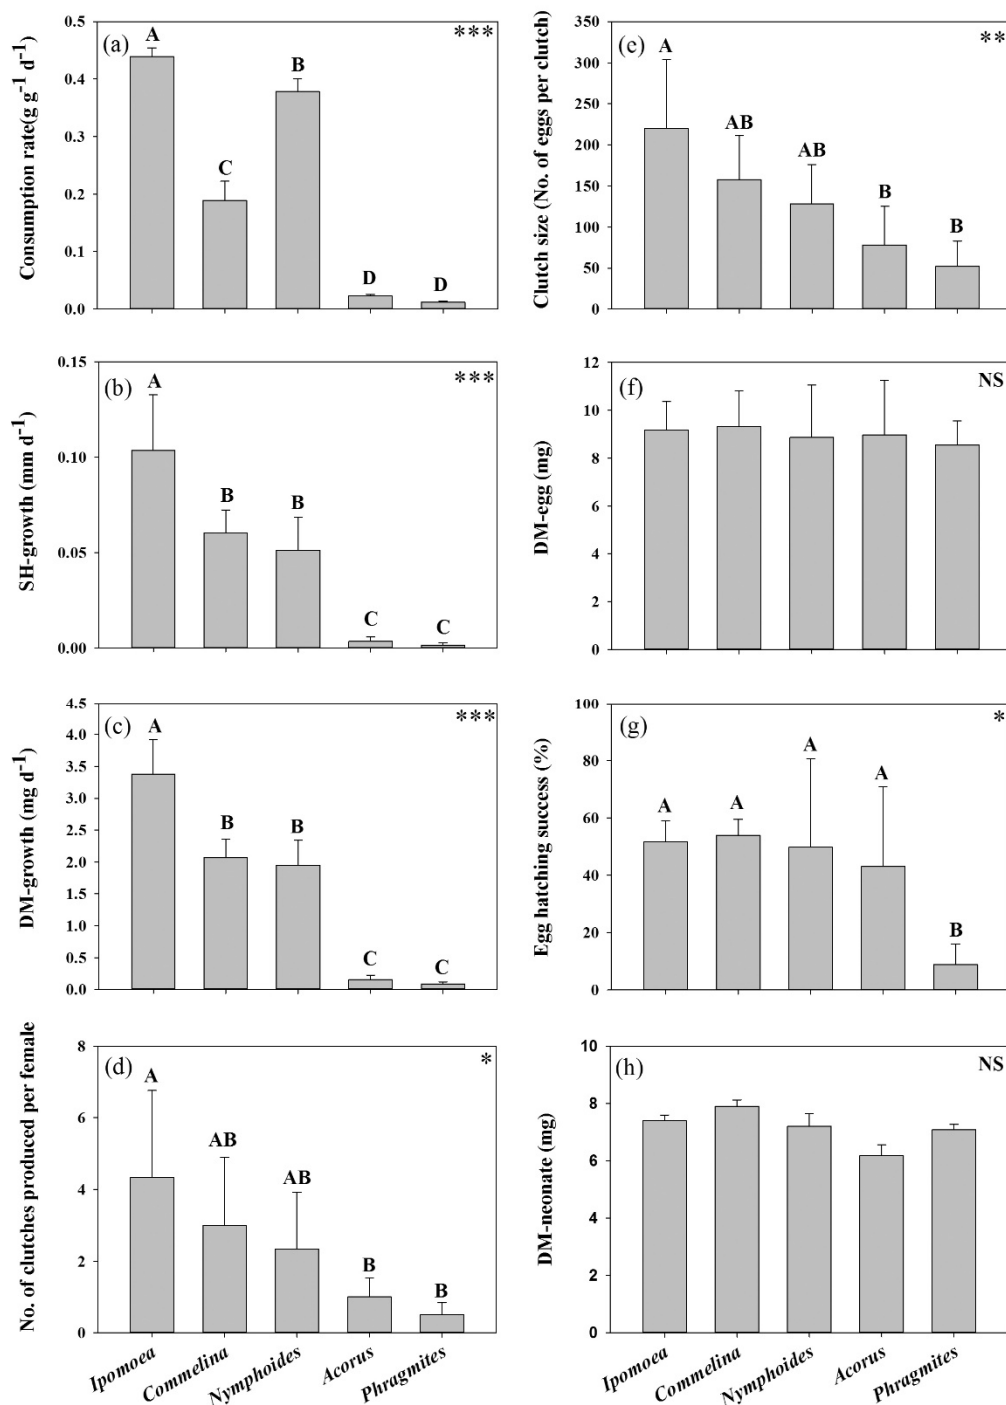 (a)
***
Consumption rate(g g⁻¹ d⁻¹)
0.5
0.4
0.3
0.2
0.1
0.0
A
C
B
D
D
(b)
***
SH-growth (mm d⁻¹)
0.15
0.10
0.05
0.00
A
B
B
C
C
(c)
***
DM-growth (mg d⁻¹)
4.5
4.0
3.5
3.0
2.5
2.0
1.5
1.0
0.5
0.0
A
B
B
C
C
(d)
*
No. of clutches produced per female
8
6
4
2
0
A
AB
AB
B
B
Ipomoea
Commelina
Nymphoides
Acorus
Phragmites
(e)
**
Clutch size (No. of eggs per clutch)
350
300
250
200
150
100
50
0
A
AB
AB
B
B
(f)
NS
DM-egg (mg)
12
10
8
6
4
2
0
(g)
*
Egg hatching success (%)
100
80
60
40
20
0
A
A
A
A
B
(h)
NS
DM-neonate (mg)
10
8
6
4
2
0
Ipomoea
Commelina
Nymphoides
Acorus
Phragmites